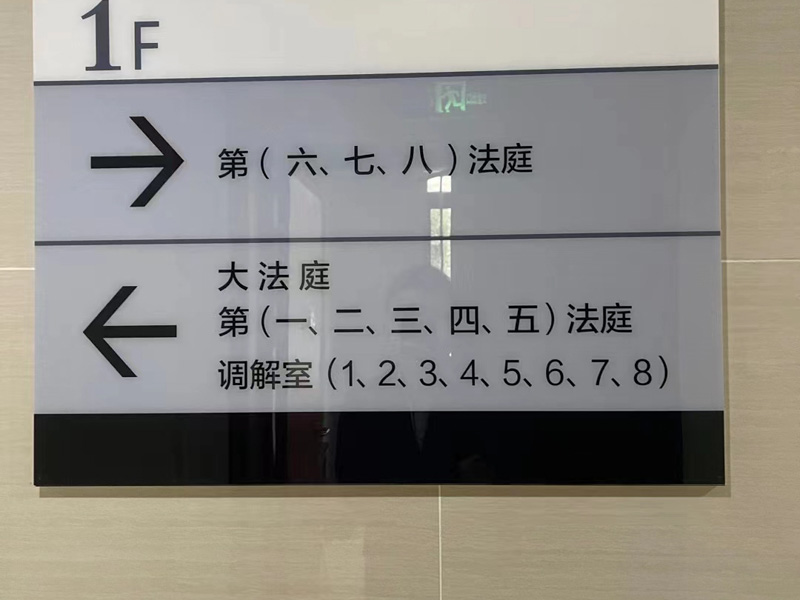 1F
第（六、七、八）法庭
大法庭
第（一、二、三、四、五）法庭
调解室（1、2、3、4、5、6、7、8）